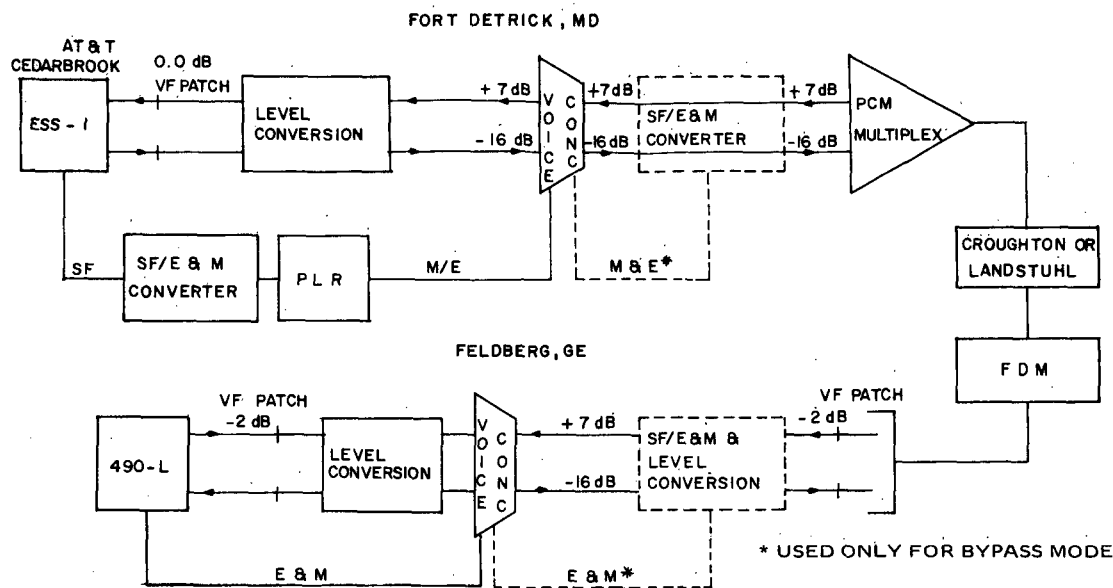 FORT DETRICK, MD
AT & T
CEDARBROOK
0.0 dB
VF PATCH
ESS - 1
LEVEL
CONVERSION
+ 7 dB
-16 dB
VOICE
CONC
+7dB
-16 dB
SF/E&M
CONVERTER
+ 7 dB
-16 dB
PCM
MULTIPLEX
SF
SF/E & M
CONVERTER
PLR
M/E
M & E*
CROUGHTON OR
LANDSTUHL
FDM
FELDBERG, GE
490-L
VF PATCH
-2 dB
LEVEL
CONVERSION
VOICE
CONC
+ 7 dB
-16 dB
SF/E&M &
LEVEL
CONVERSION
VF PATCH
-2 dB
E & M
E & M*
* USED ONLY FOR BYPASS MODE